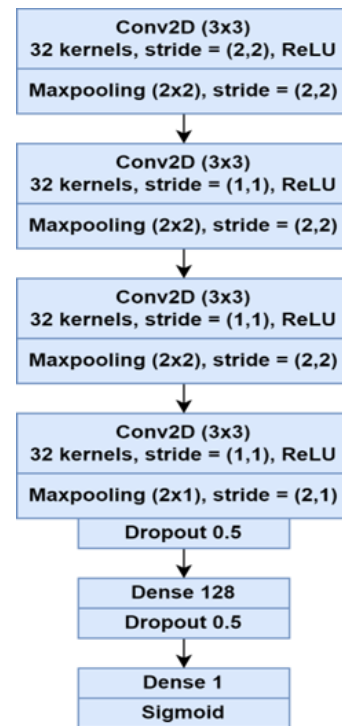 Conv2D (3x3)
32 kernels, stride = (2,2), ReLU
Maxpooling (2x2), stride = (2,2)
Conv2D (3x3)
32 kernels, stride = (1,1), ReLU
Maxpooling (2x2), stride = (2,2)
Conv2D (3x3)
32 kernels, stride = (1,1), ReLU
Maxpooling (2x2), stride = (2,2)
Conv2D (3x3)
32 kernels, stride = (1,1), ReLU
Maxpooling (2x1), stride = (2,1)
Dropout 0.5
Dense 128
Dropout 0.5
Dense 1
Sigmoid